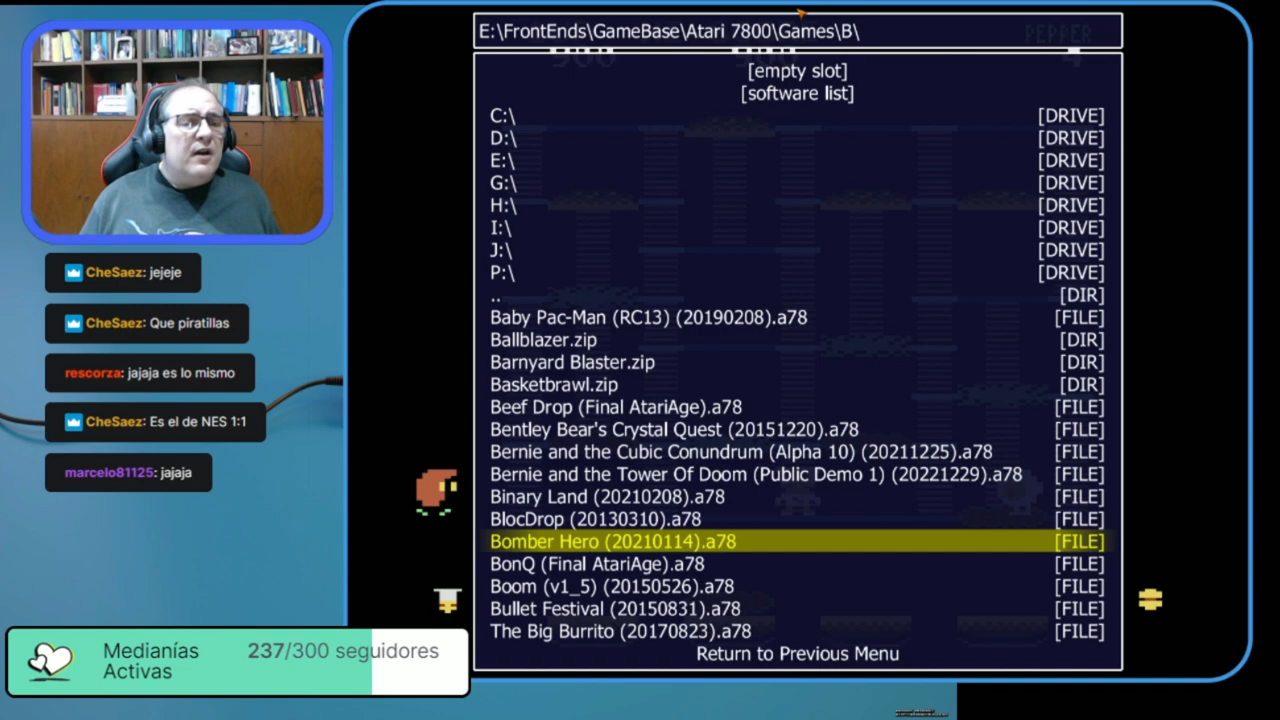 E:\FrontEnds\GameBase\Atari 7800\Games\B\
PEPPER
900
900
4
[empty slot]
[software list]
C:\ [DRIVE]
D:\ [DRIVE]
E:\ [DRIVE]
G:\ [DRIVE]
H:\ [DRIVE]
I:\ [DRIVE]
J:\ [DRIVE]
P:\ [DRIVE]
.. [DIR]
Baby Pac-Man (RC13) (20190208).a78 [FILE]
Ballblazer.zip [DIR]
Barnyard Blaster.zip [DIR]
Basketbrawl.zip [DIR]
Beef Drop (Final AtariAge).a78 [FILE]
Bentley Bear's Crystal Quest (20151220).a78 [FILE]
Bernie and the Cubic Conundrum (Alpha 10) (20211225).a78 [FILE]
Bernie and the Tower Of Doom (Public Demo 1) (20221229).a78 [FILE]
Binary Land (20210208).a78 [FILE]
BlocDrop (20130310).a78 [FILE]
Bomber Hero (20210114).a78 [FILE]
BonQ (Final AtariAge).a78 [FILE]
Boom (v1_5) (20150526).a78 [FILE]
Bullet Festival (20150831).a78 [FILE]
The Big Burrito (20170823).a78 [FILE]
Return to Previous Menu
CheSaez: jejeje
CheSaez: Que piratillas
rescorza: jajaja es lo mismo
CheSaez: Es el de NES 1:1
marcelo81125: jajaja
Medianías
Activas
237/300 seguidores